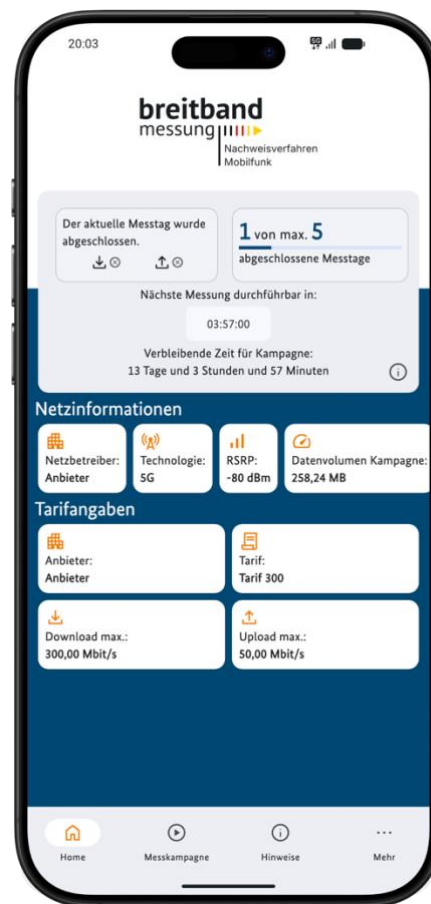 20:03
5G
breitband
messung
Nachweisverfahren
Mobilfunk
Der aktuelle Messtag wurde
abgeschlossen.
1 von max. 5
abgeschlossene Messtage
Nächste Messung durchführbar in:
03:57:00
Verbleibende Zeit für Kampagne:
13 Tage und 3 Stunden und 57 Minuten
Netzinformationen
Netzbetreiber:
Anbieter
Technologie:
5G
RSRP:
-80 dBm
Datenvolumen Kampagne:
258,24 MB
Tarifangaben
Anbieter:
Anbieter
Tarif:
Tarif 300
Download max.:
300,00 Mbit/s
Upload max.:
50,00 Mbit/s
Home
Messkampagne
Hinweise
Mehr